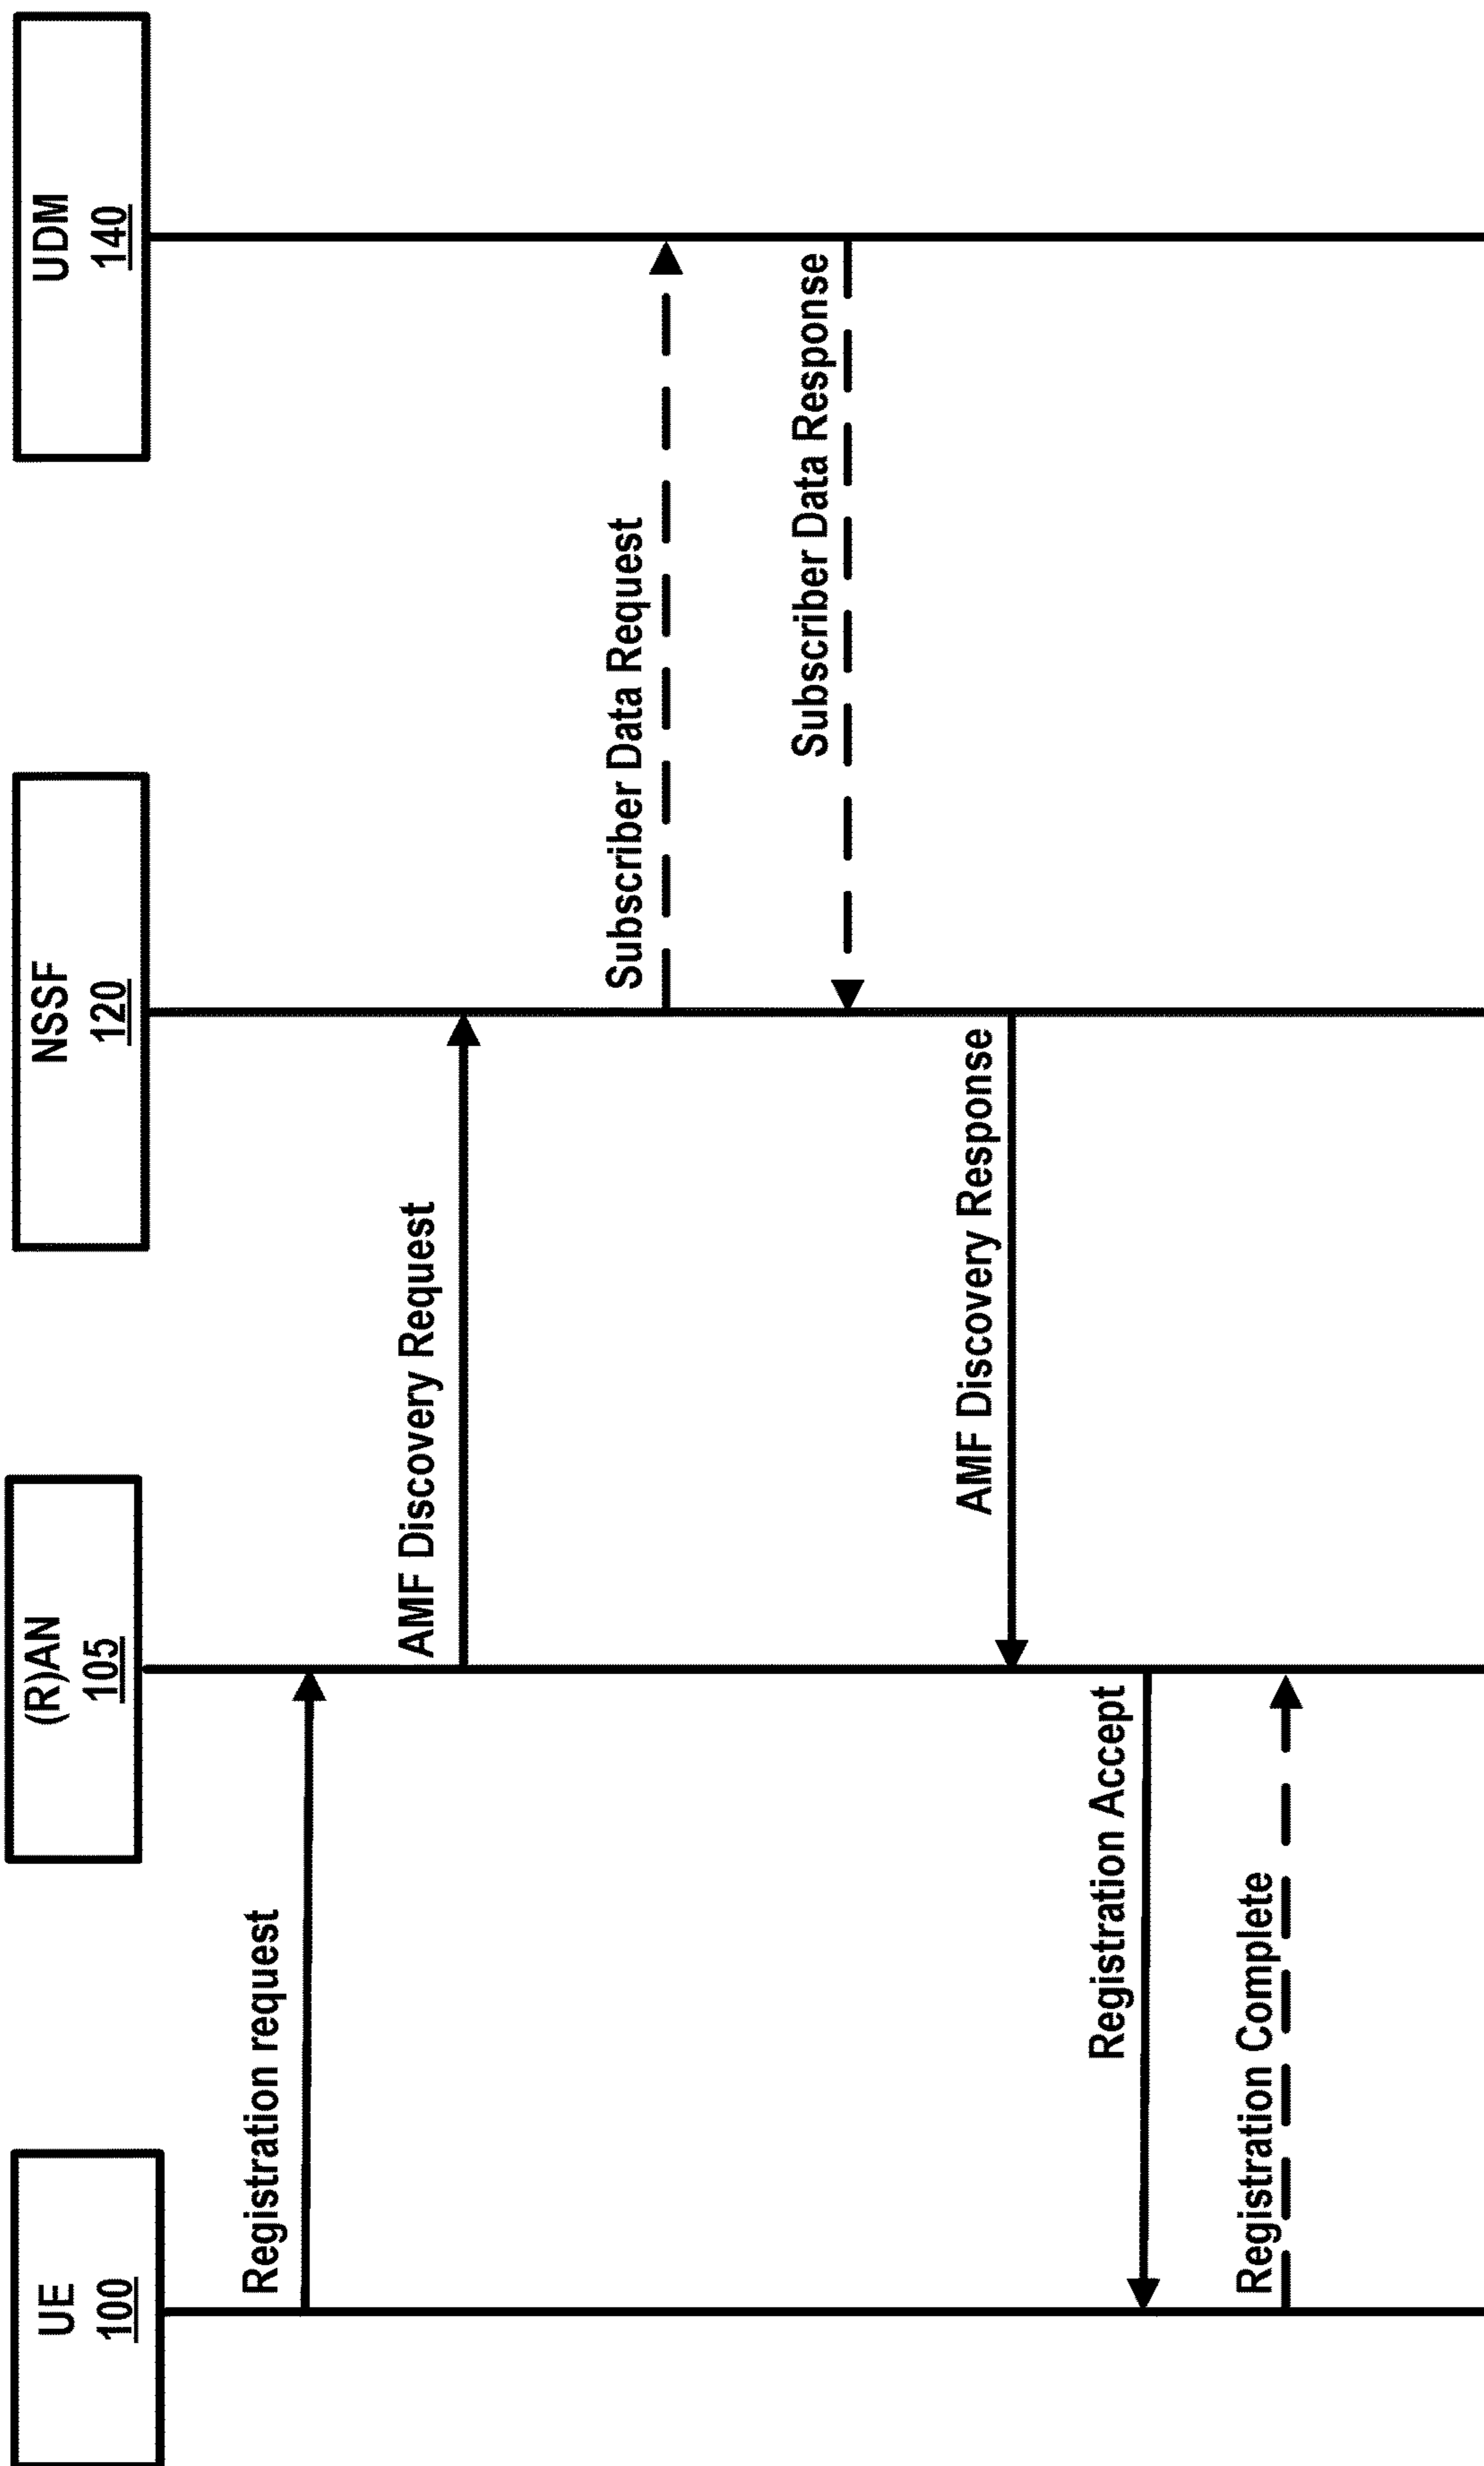 UE
100
(R)AN
105
NSSF
120
UDM
140
Registration request
AMF Discovery Request
Subscriber Data Request
Subscriber Data Response
AMF Discovery Response
Registration Accept
Registration Complete